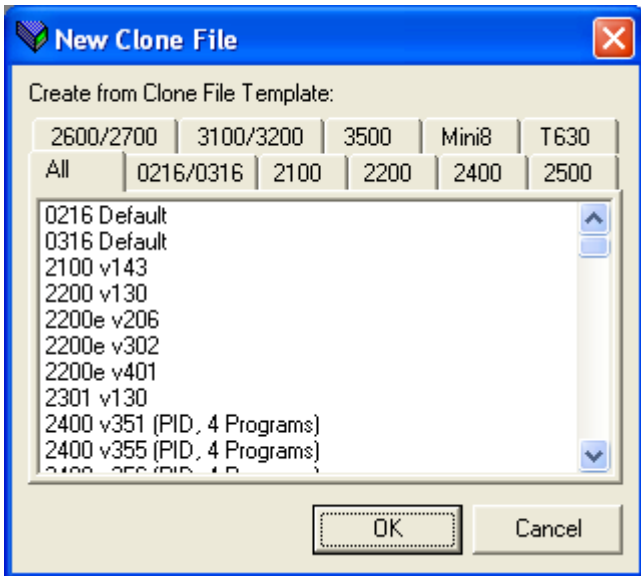 New Clone File
Create from Clone File Template:
2600/2700 3100/3200 3500 Mini8 T630
All 0216/0316 2100 2200 2400 2500
0216 Default
0316 Default
2100 v143
2200 v130
2200e v206
2200e v302
2200e v401
2301 v130
2400 v351 (PID, 4 Programs)
2400 v355 (PID, 4 Programs)
OK Cancel